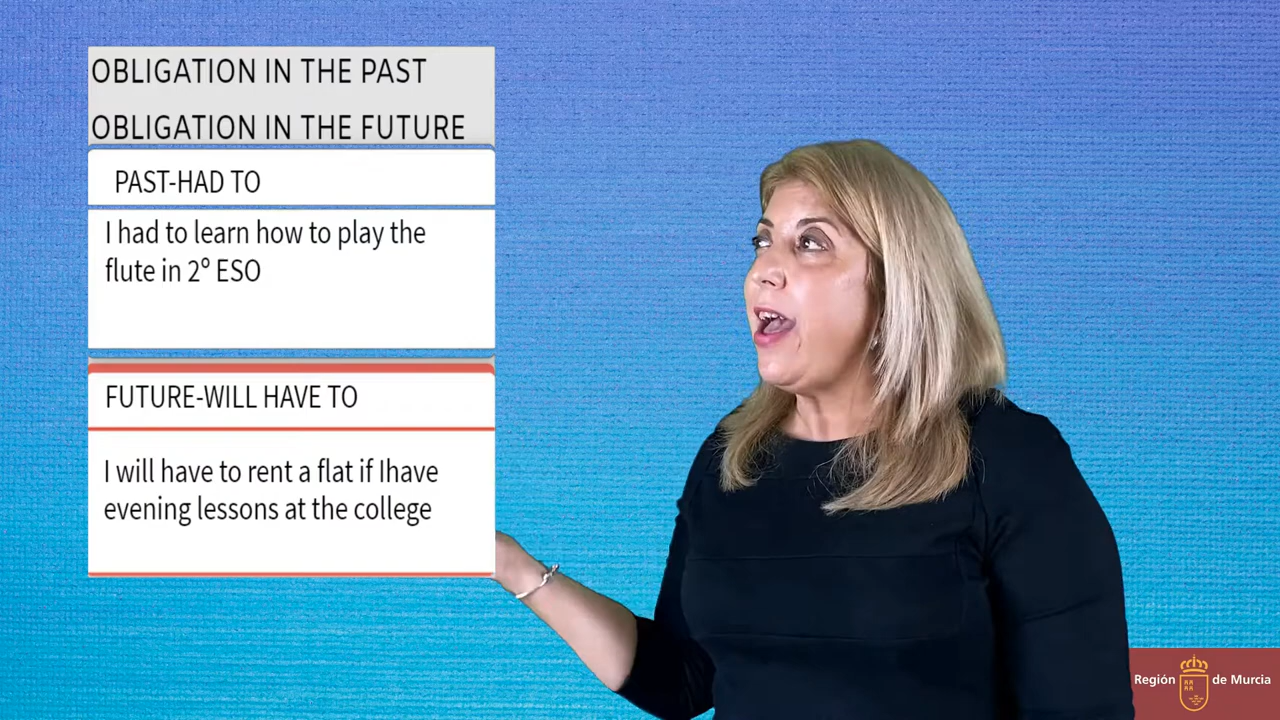 OBLIGATION IN THE PAST
OBLIGATION IN THE FUTURE
PAST-HAD TO
I had to learn how to play the
flute in 2º ESO
FUTURE-WILL HAVE TO
I will have to rent a flat if Ihave
evening lessons at the college
Región de Murcia